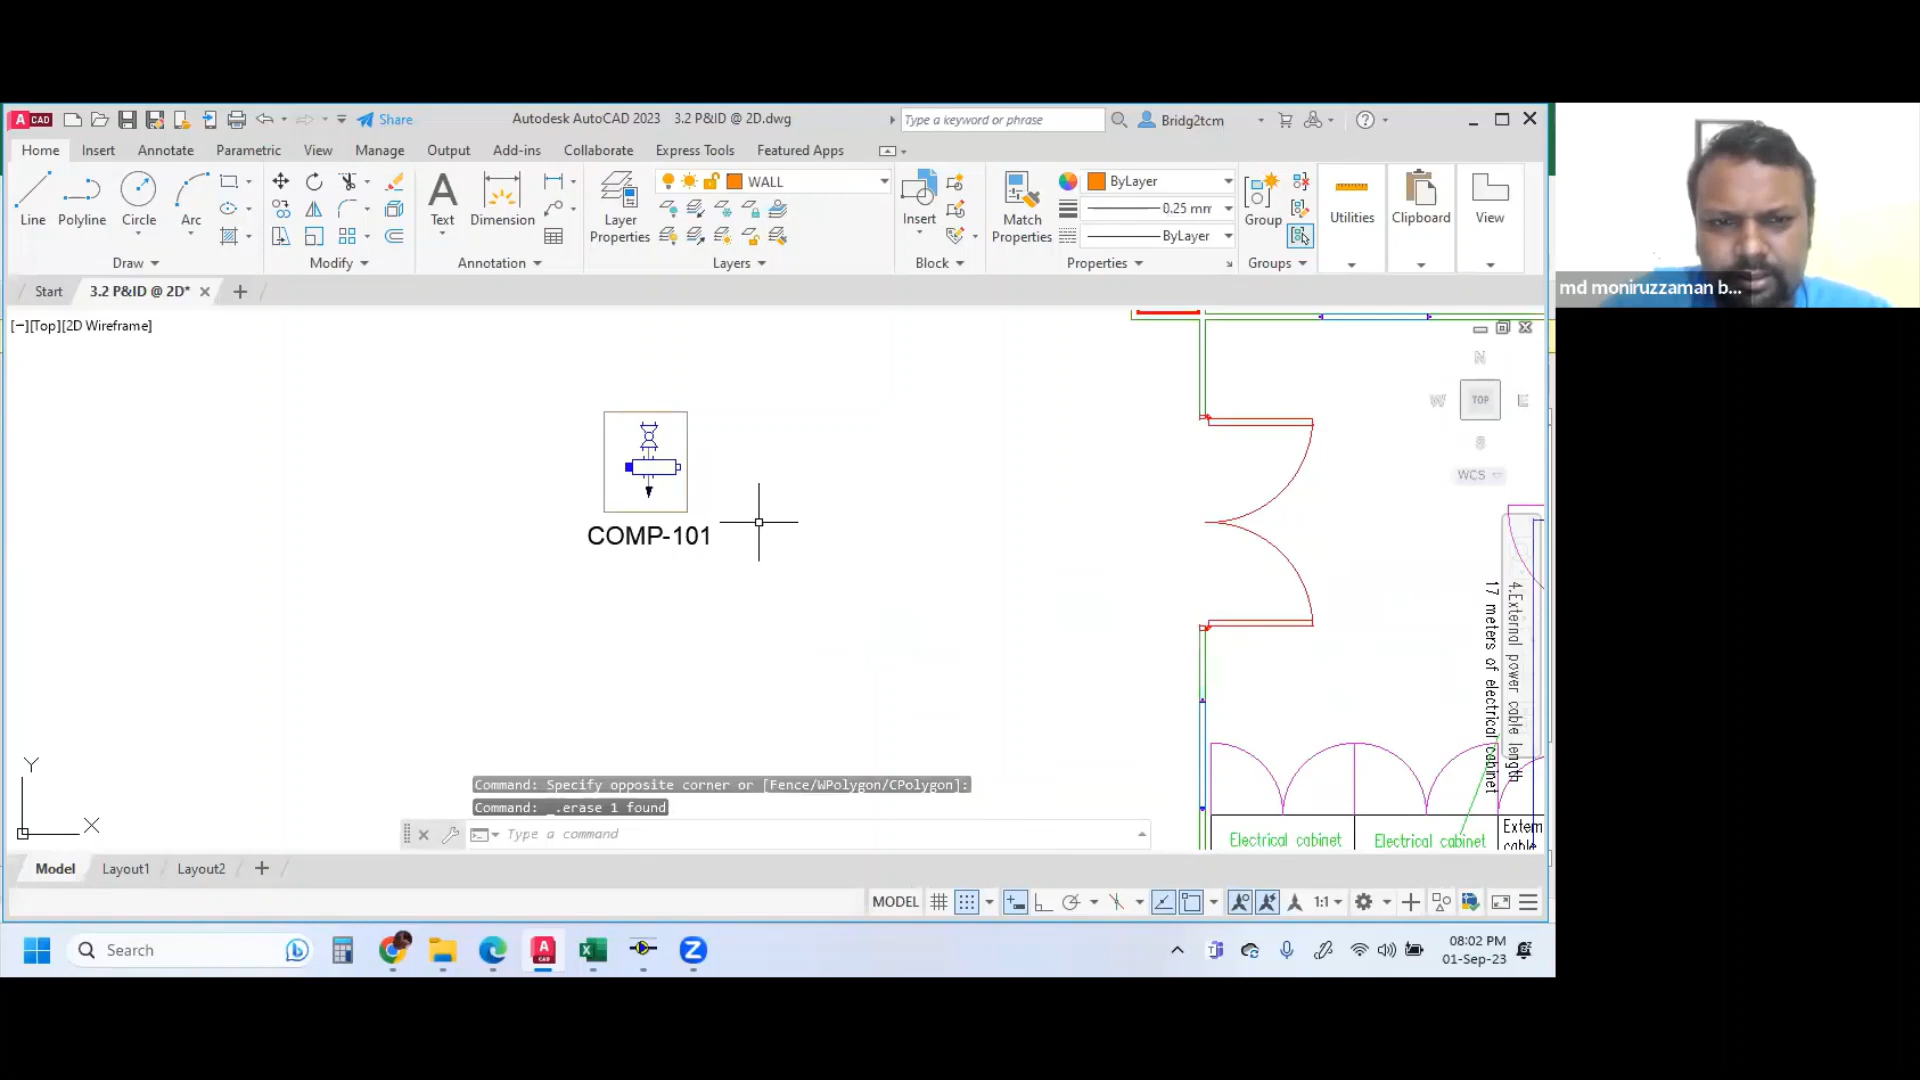 A CAD
Share
Autodesk AutoCAD 2023 3.2 P&ID @ 2D.dwg
Type a keyword or phrase
Bridg2tcm
Home Insert Annotate Parametric View Manage Output Add-ins Collaborate Express Tools Featured Apps
WALL
ByLayer
0.25 mm
ByLayer
Line Polyline Circle Arc
Text Dimension
Layer Properties
Insert
Match Properties
Group
Utilities
Clipboard
View
Draw Modify Annotation Layers Block Properties Groups
Start 3.2 P&ID @ 2D*
[−][Top][2D Wireframe]
N
W TOP E
S
WCS
COMP-101
4.External power cable length
17 meters of electrical cabinet
Electrical cabinet
Electrical cabinet
Extern
cable
Y
X
Command: Specify opposite corner or [Fence/WPolygon/CPolygon]:
Command: _.erase 1 found
Type a command
Model Layout1 Layout2
MODEL
1:1
Search
08:02 PM
01-Sep-23
md moniruzzaman b...